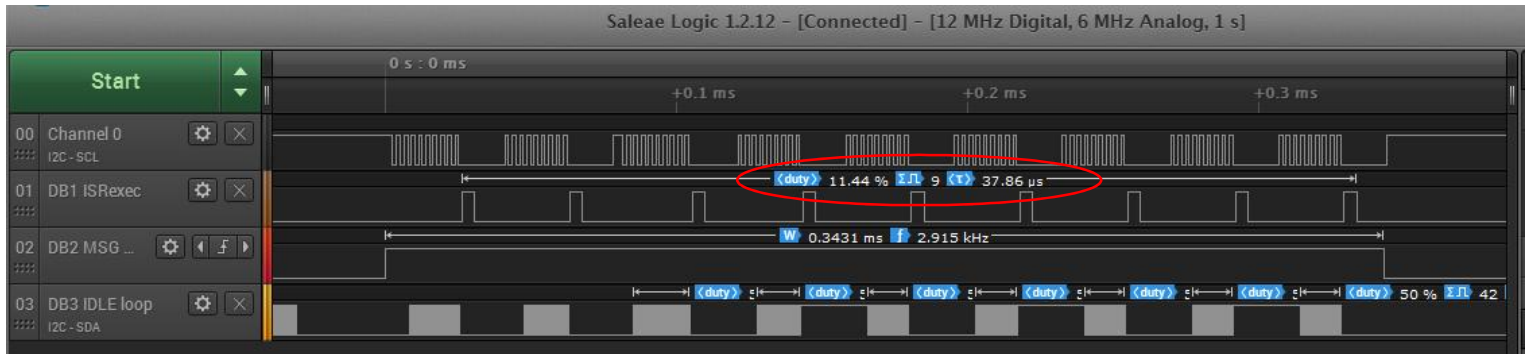 Saleae Logic 1.2.12 - [Connected] - [12 MHz Digital, 6 MHz Analog, 1 s]
Start
0 s : 0 ms
+0.1 ms +0.2 ms +0.3 ms
00 Channel 0
I2C - SCL
⟨duty⟩ 11.44 % Σ⎍ 9 ⟨τ⟩ 37.86 µs
01 DB1 ISRexec
W 0.3431 ms f 2.915 kHz
02 DB2 MSG ...
⟨duty⟩ ⟨duty⟩ ⟨duty⟩ ⟨duty⟩ ⟨duty⟩ ⟨duty⟩ ⟨duty⟩ 50 % Σ⎍ 42
03 DB3 IDLE loop
I2C - SDA